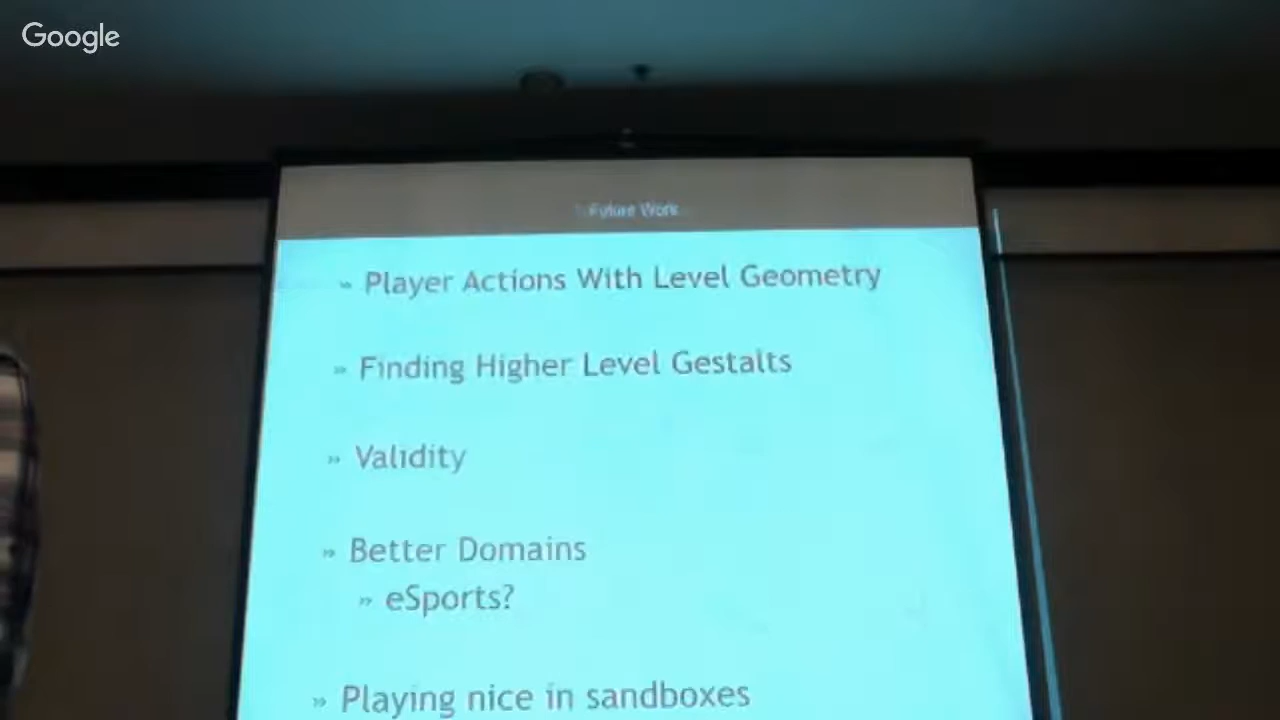 Google
Future Work
» Player Actions With Level Geometry
» Finding Higher Level Gestalts
» Validity
» Better Domains
» eSports?
» Playing nice in sandboxes